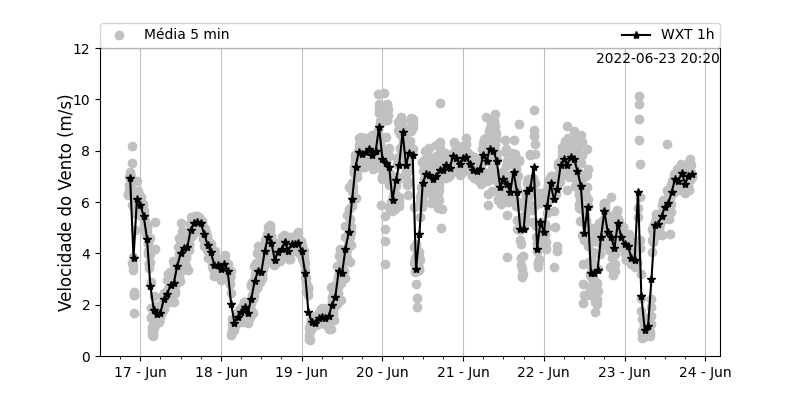 Média 5 min
WXT 1h
2022-06-23 20:20
Velocidade do Vento (m/s)
12
10
8
6
4
2
0
17 - Jun
18 - Jun
19 - Jun
20 - Jun
21 - Jun
22 - Jun
23 - Jun
24 - Jun